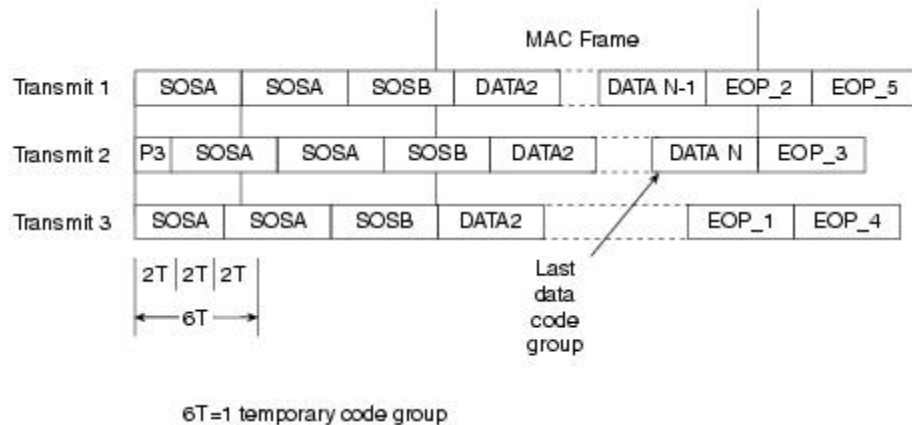 MAC Frame
Transmit 1 SOSA SOSA SOSB DATA2 DATA N-1 EOP_2 EOP_5
Transmit 2 P3 SOSA SOSA SOSB DATA2 DATA N EOP_3
Transmit 3 SOSA SOSA SOSB DATA2 EOP_1 EOP_4
2T 2T 2T
6T
Last
data
code
group
6T=1 temporary code group